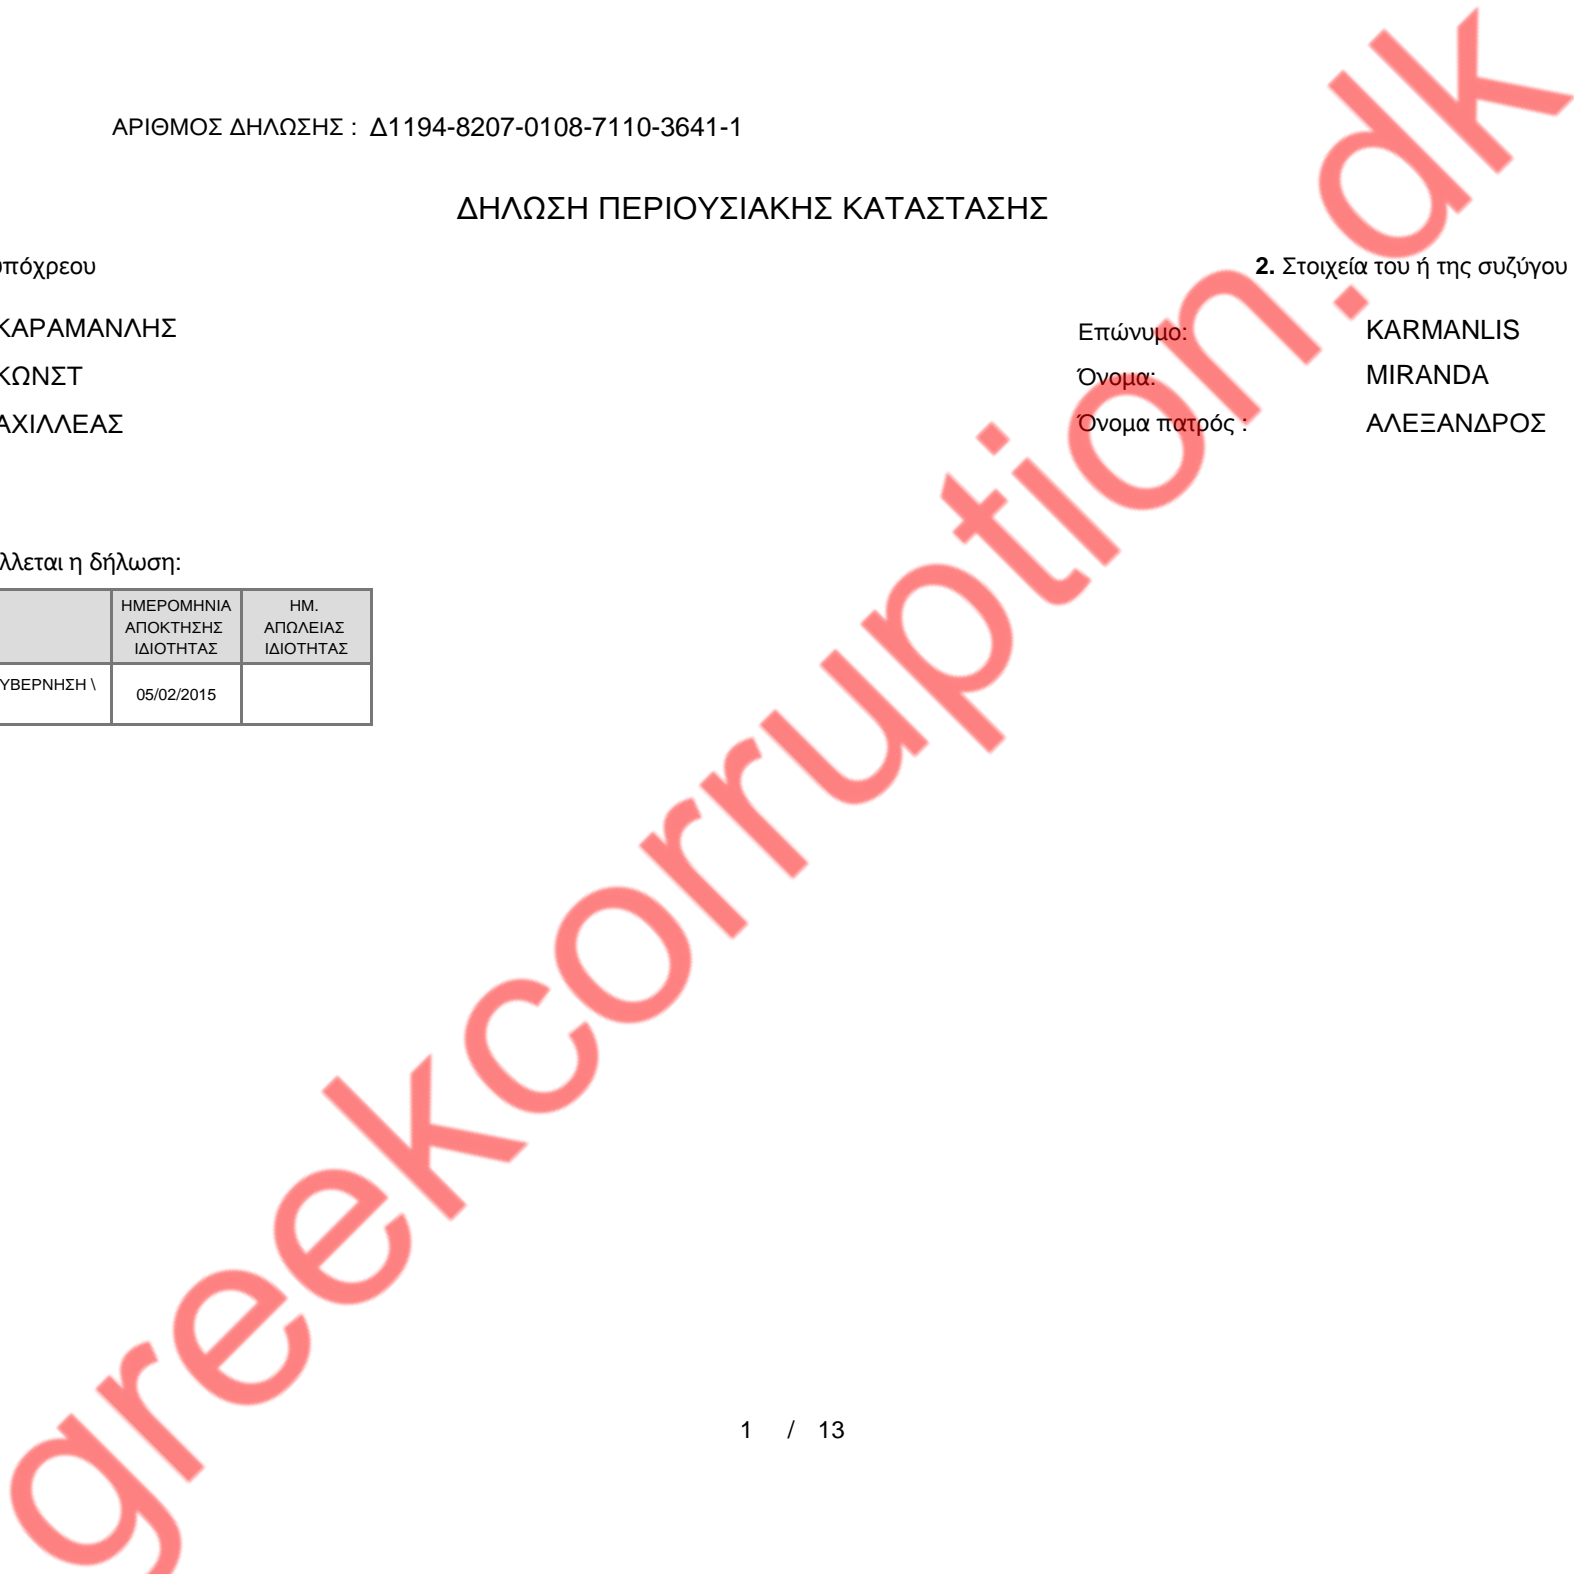 ΑΡΙΘΜΟΣ ΔΗΛΩΣΗΣ : Δ1194-8207-0108-7110-3641-1
ΔΗΛΩΣΗ ΠΕΡΙΟΥΣΙΑΚΗΣ ΚΑΤΑΣΤΑΣΗΣ
υπόχρεου
2. Στοιχεία του ή της συζύγου
ΚΑΡΑΜΑΝΛΗΣ
Επώνυμο: KARMANLIS
ΚΩΝΣΤ
Όνομα: MIRANDA
ΑΧΙΛΛΕΑΣ
Όνομα πατρός : ΑΛΕΞΑΝΔΡΟΣ
λλεται η δήλωση:
ΗΜΕΡΟΜΗΝΙΑ
ΑΠΟΚΤΗΣΗΣ
ΙΔΙΟΤΗΤΑΣ
ΗΜ.
ΑΠΩΛΕΙΑΣ
ΙΔΙΟΤΗΤΑΣ
ΥΒΕΡΝΗΣΗ \
05/02/2015
greekcorruption.dk
1 / 13